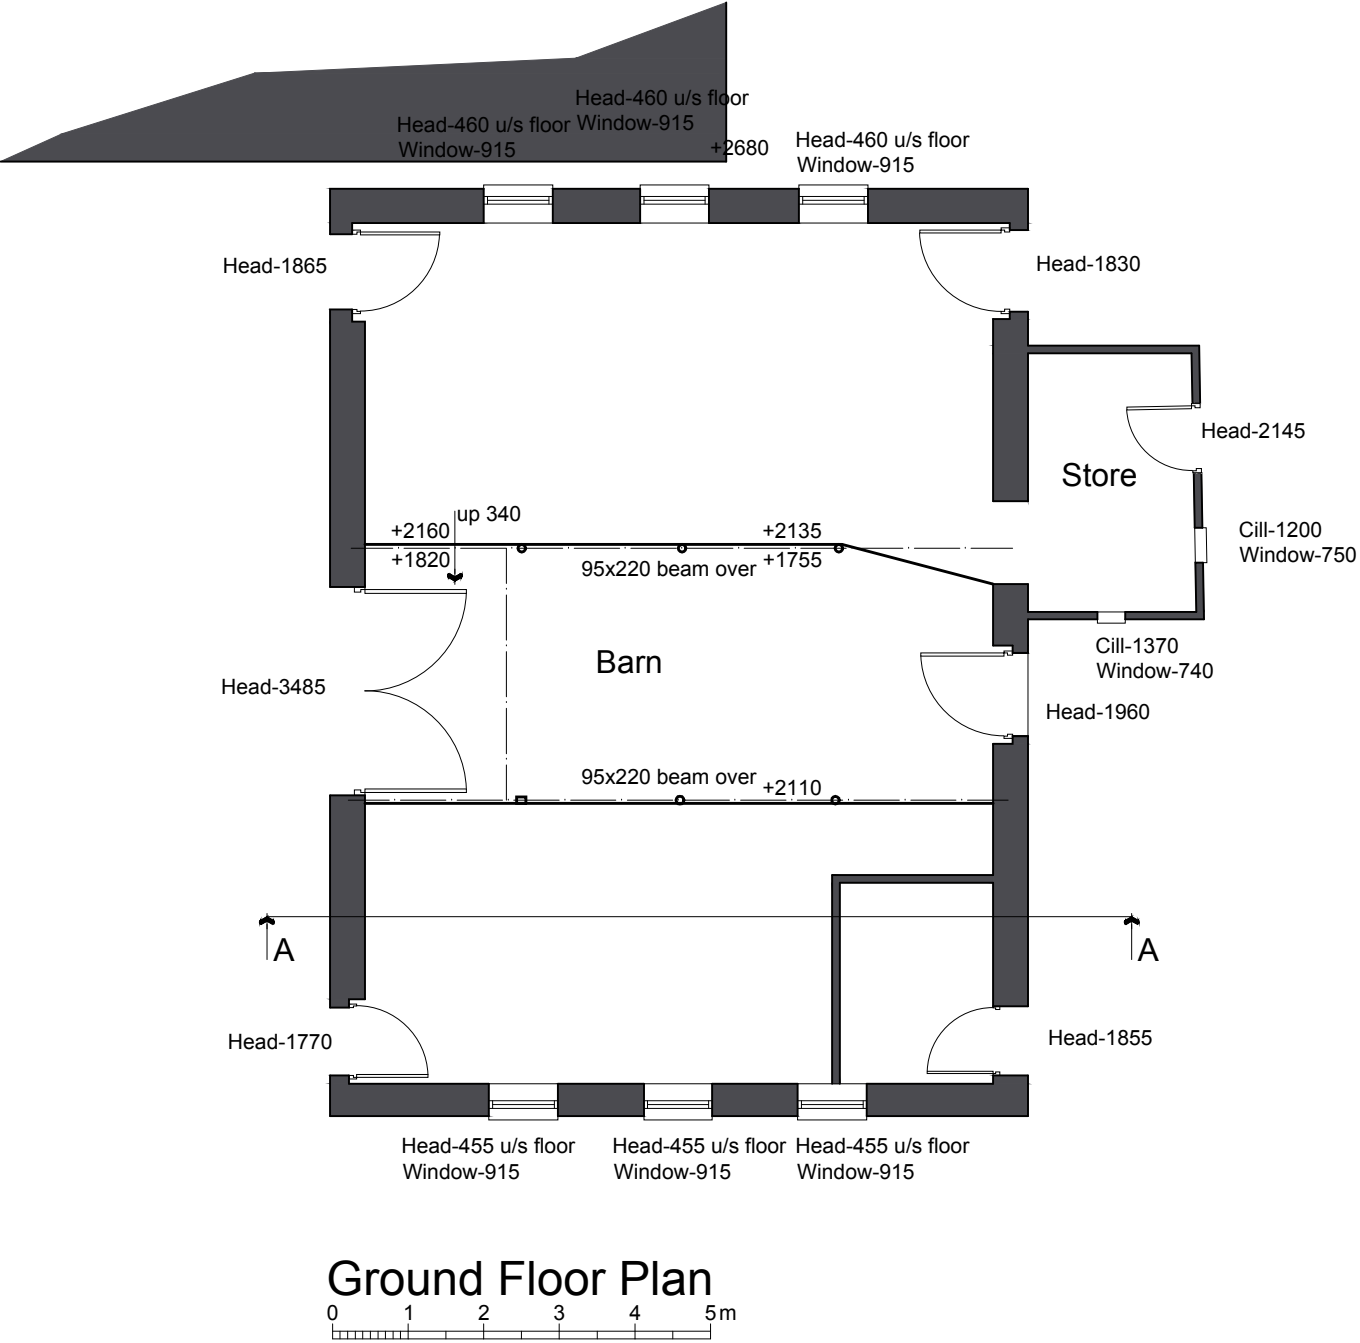 Head-460 u/s floor
Window-915
Head-460 u/s floor
Window-915
+2680
Head-460 u/s floor
Window-915
Head-1865
Head-1830
Head-2145
Store
up 340
+2160
+2135
+1820
95x220 beam over
+1755
Cill-1200
Window-750
Cill-1370
Window-740
Barn
Head-3485
Head-1960
95x220 beam over
+2110
A
A
Head-1770
Head-1855
Head-455 u/s floor
Window-915
Head-455 u/s floor
Window-915
Head-455 u/s floor
Window-915
Ground Floor Plan
0 1 2 3 4 5m